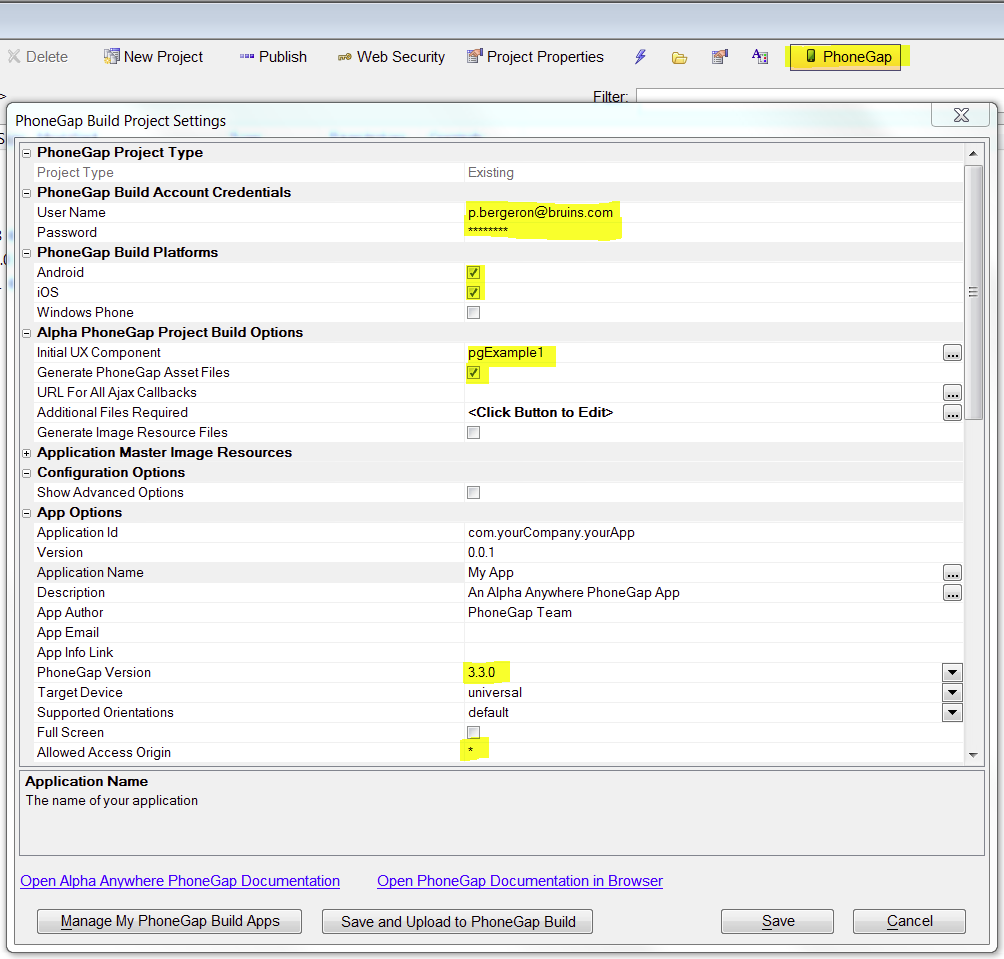 Delete New Project Publish Web Security Project Properties PhoneGap
Filter:
PhoneGap Build Project Settings
PhoneGap Project Type
Project Type Existing
PhoneGap Build Account Credentials
User Name p.bergeron@bruins.com
Password ********
PhoneGap Build Platforms
Android
iOS
Windows Phone
Alpha PhoneGap Project Build Options
Initial UX Component pgExample1 ...
Generate PhoneGap Asset Files
URL For All Ajax Callbacks ...
Additional Files Required <Click Button to Edit> ...
Generate Image Resource Files
Application Master Image Resources
Configuration Options
Show Advanced Options
App Options
Application Id com.yourCompany.yourApp
Version 0.0.1
Application Name My App ...
Description An Alpha Anywhere PhoneGap App ...
App Author PhoneGap Team
App Email
App Info Link
PhoneGap Version 3.3.0
Target Device universal
Supported Orientations default
Full Screen
Allowed Access Origin *
Application Name
The name of your application
Open Alpha Anywhere PhoneGap Documentation Open PhoneGap Documentation in Browser
Manage My PhoneGap Build Apps Save and Upload to PhoneGap Build Save Cancel